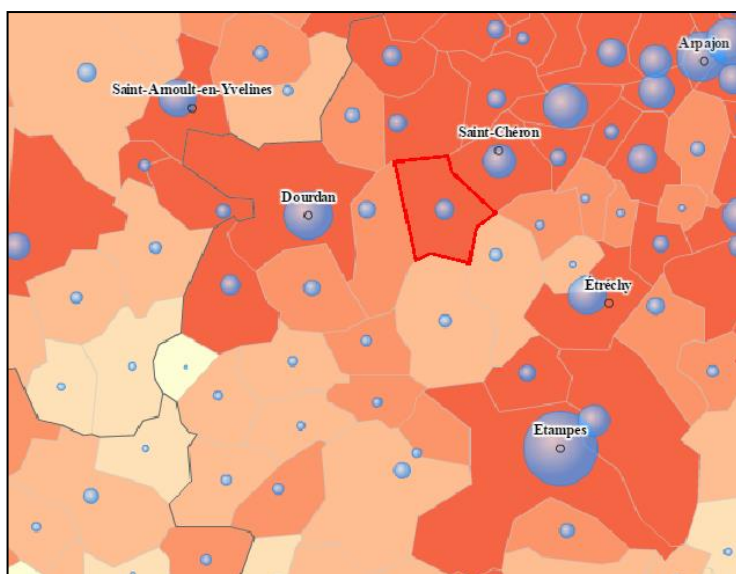 Arpajon
Saint-Arnoult-en-Yvelines
Saint-Chéron
Dourdan
Étréchy
Etampes